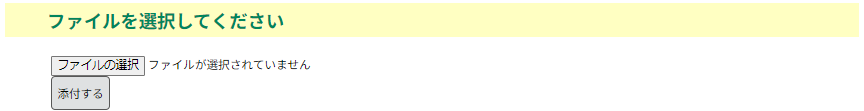 ファイルを選択してください
ファイルの選択 ファイルが選択されていません
添付する